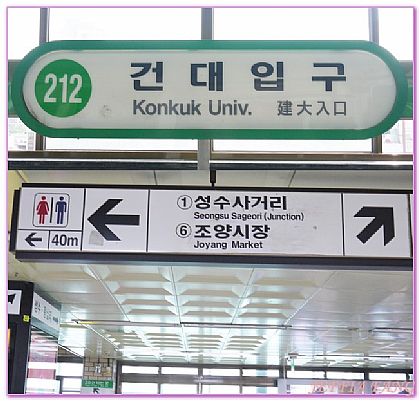 212
건대입구
Konkuk Univ. 建大入口
① 성수사거리
Seongsu Sageori (Junction)
⑥ 조양시장
Joyang Market
40m